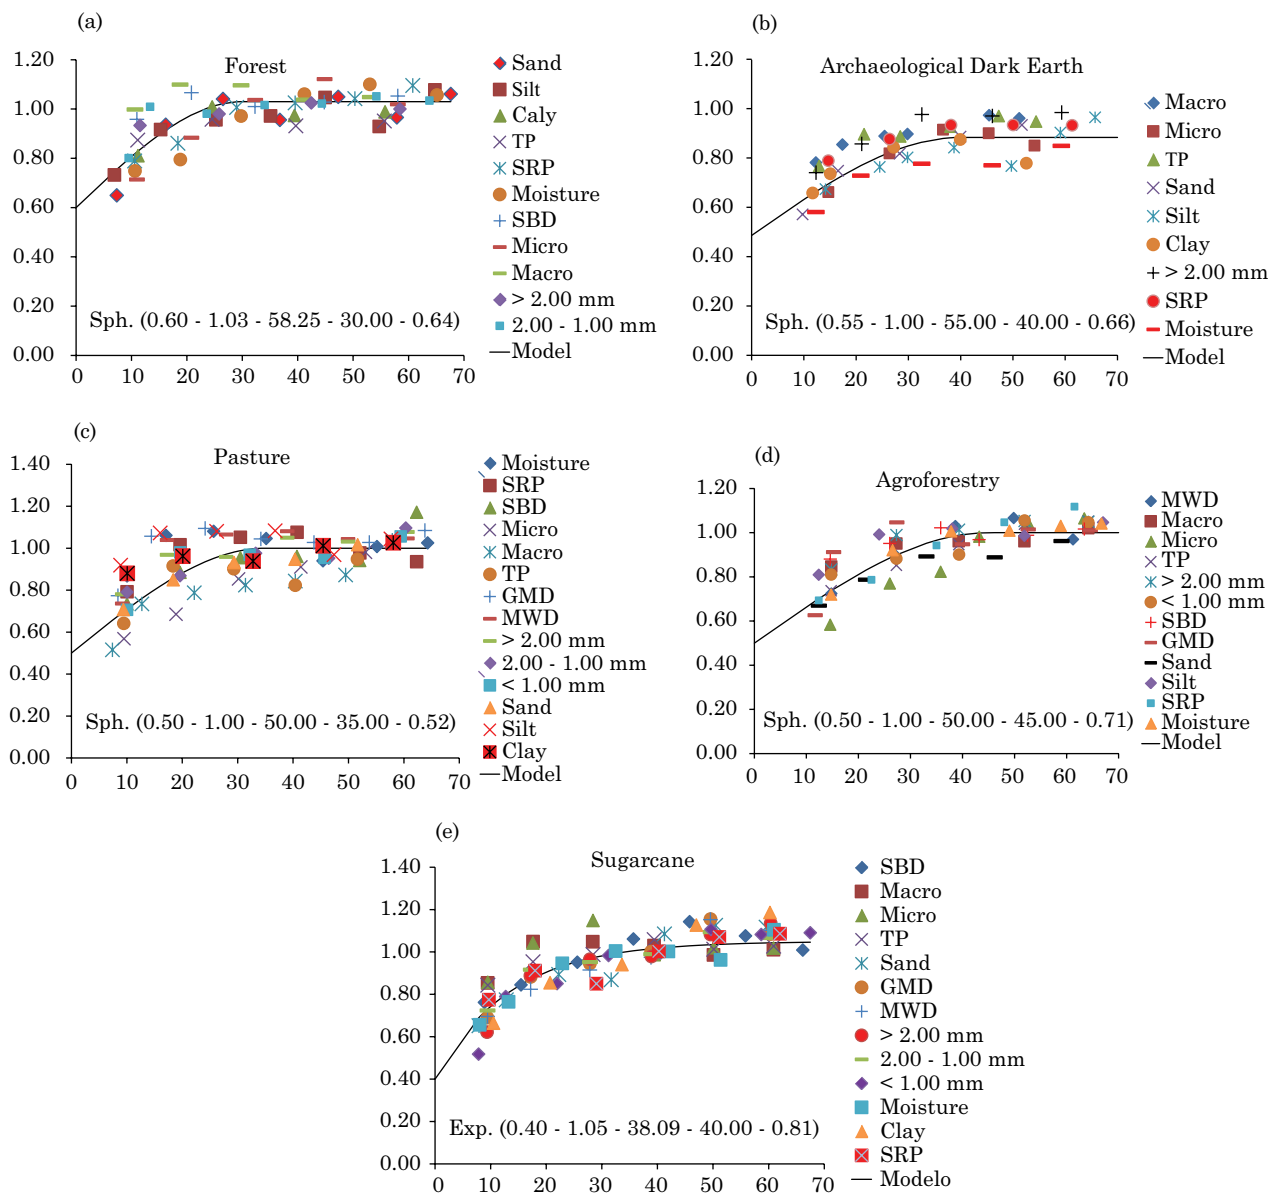 (a)
Forest
1.20
1.00
0.80
0.60
0.40
0.20
0.00
0 10 20 30 40 50 60 70
Sph. (0.60 - 1.03 - 58.25 - 30.00 - 0.64)
Sand
Silt
Caly
TP
SRP
Moisture
SBD
Micro
Macro
> 2.00 mm
2.00 - 1.00 mm
Model
(b)
Archaeological Dark Earth
1.20
1.00
0.80
0.60
0.40
0.20
0.00
0 10 20 30 40 50 60 70
Sph. (0.55 - 1.00 - 55.00 - 40.00 - 0.66)
Macro
Micro
TP
Sand
Silt
Clay
> 2.00 mm
SRP
Moisture
Model
(c)
Pasture
1.40
1.20
1.00
0.80
0.60
0.40
0.20
0.00
0 10 20 30 40 50 60 70
Sph. (0.50 - 1.00 - 50.00 - 35.00 - 0.52)
Moisture
SRP
SBD
Micro
Macro
TP
GMD
MWD
> 2.00 mm
2.00 - 1.00 mm
< 1.00 mm
Sand
Silt
Clay
Model
(d)
Agroforestry
1.20
1.00
0.80
0.60
0.40
0.20
0.00
0 10 20 30 40 50 60 70
Sph. (0.50 - 1.00 - 50.00 - 45.00 - 0.71)
MWD
Macro
Micro
TP
> 2.00 mm
< 1.00 mm
SBD
GMD
Sand
Silt
SRP
Moisture
Model
(e)
Sugarcane
1.40
1.20
1.00
0.80
0.60
0.40
0.20
0.00
0 10 20 30 40 50 60 70
Exp. (0.40 - 1.05 - 38.09 - 40.00 - 0.81)
SBD
Macro
Micro
TP
Sand
GMD
MWD
> 2.00 mm
2.00 - 1.00 mm
< 1.00 mm
Moisture
Clay
SRP
Modelo